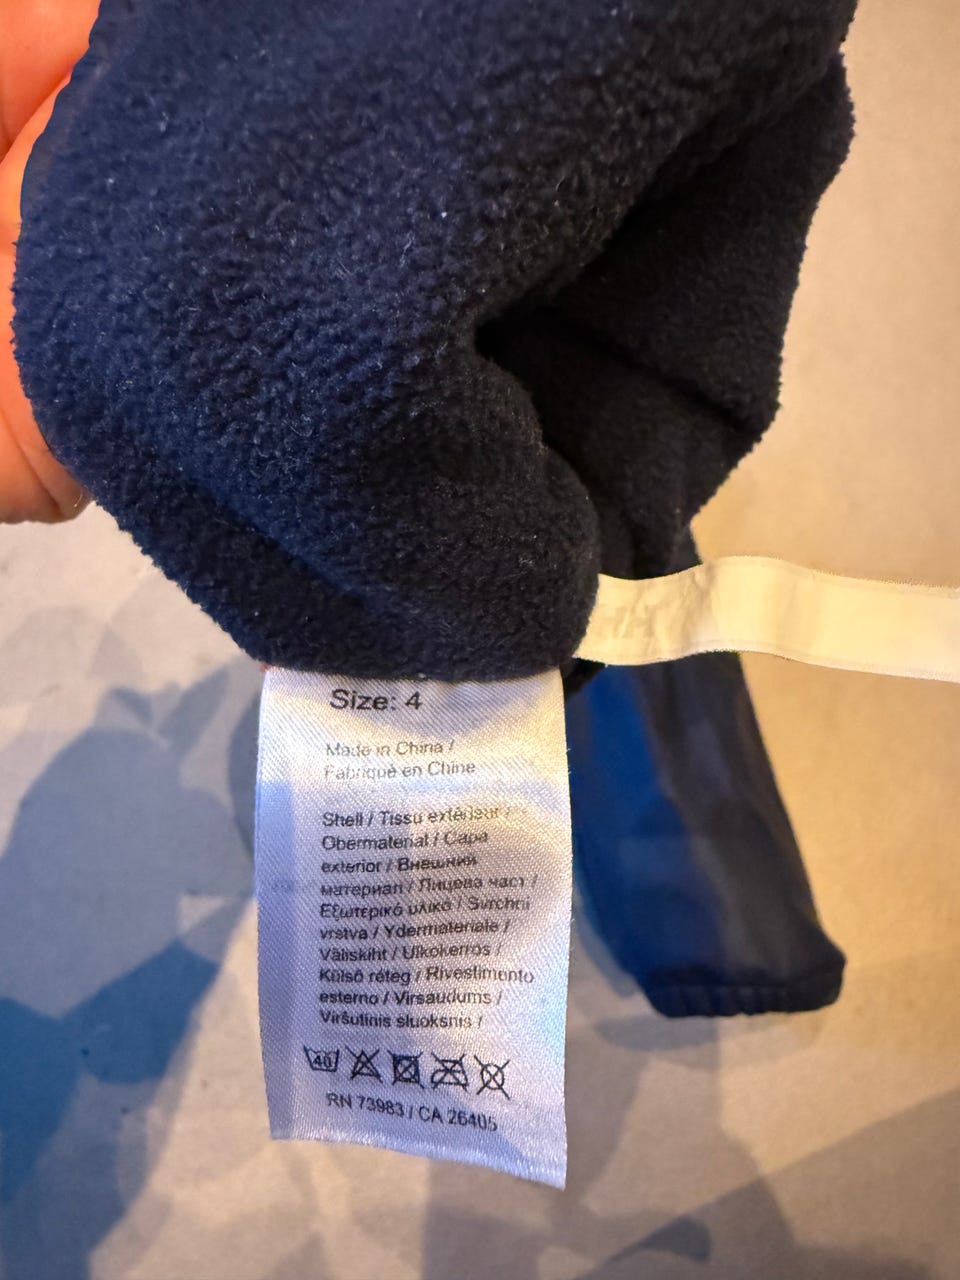 HH
Size: 4
Made in China /
Fabriqué en Chine
Shell / Tissu extérieur /
Obermaterial / Capa
exterior / Внешний
материал / Лицева част /
Εξωτερικό υλικό / Svrchní
vrstva / Ydermateriale /
Väliskiht / Ulkokerros /
Külső réteg / Rivestimento
esterno / Virsaudums /
Viršutinis sluoksnis /
40
RN 73983 / CA 26405